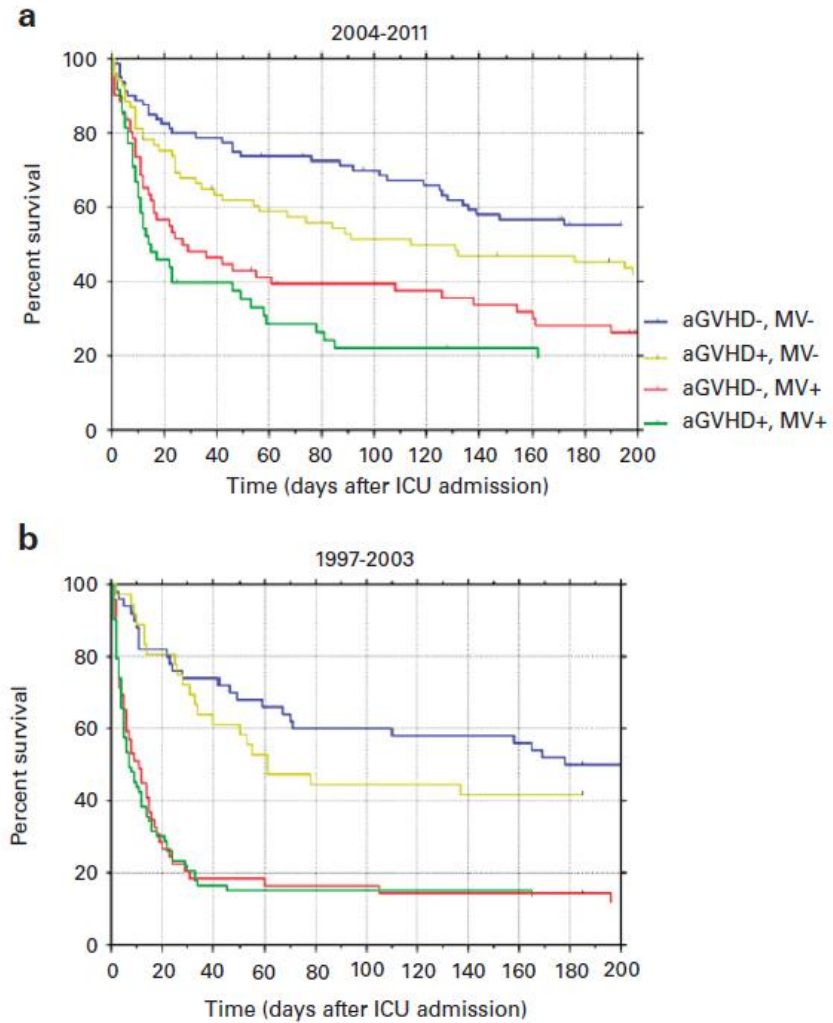 a
2004-2011
100
80
60
40
20
0
Percent survival
0 20 40 60 80 100 120 140 160 180 200
Time (days after ICU admission)
aGVHD-, MV-
aGVHD+, MV-
aGVHD-, MV+
aGVHD+, MV+
b
1997-2003
100
80
60
40
20
0
Percent survival
0 20 40 60 80 100 120 140 160 180 200
Time (days after ICU admission)